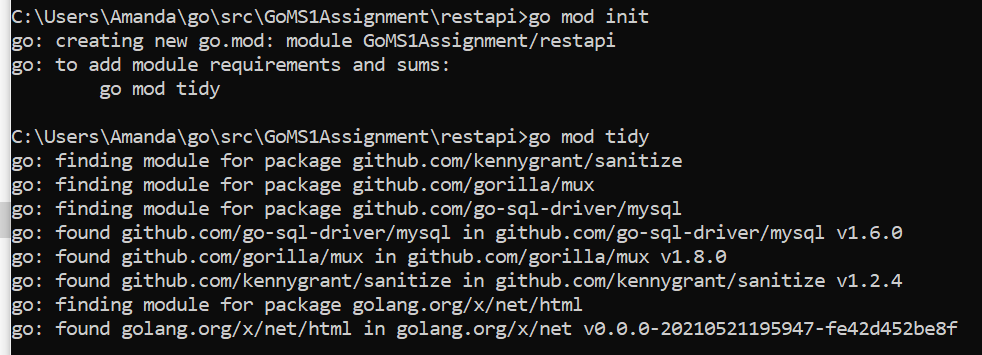 C:\Users\Amanda\go\src\GoMS1Assignment\restapi>go mod init
go: creating new go.mod: module GoMS1Assignment/restapi
go: to add module requirements and sums:
        go mod tidy

C:\Users\Amanda\go\src\GoMS1Assignment\restapi>go mod tidy
go: finding module for package github.com/kennygrant/sanitize
go: finding module for package github.com/gorilla/mux
go: finding module for package github.com/go-sql-driver/mysql
go: found github.com/go-sql-driver/mysql in github.com/go-sql-driver/mysql v1.6.0
go: found github.com/gorilla/mux in github.com/gorilla/mux v1.8.0
go: found github.com/kennygrant/sanitize in github.com/kennygrant/sanitize v1.2.4
go: finding module for package golang.org/x/net/html
go: found golang.org/x/net/html in golang.org/x/net v0.0.0-20210521195947-fe42d452be8f